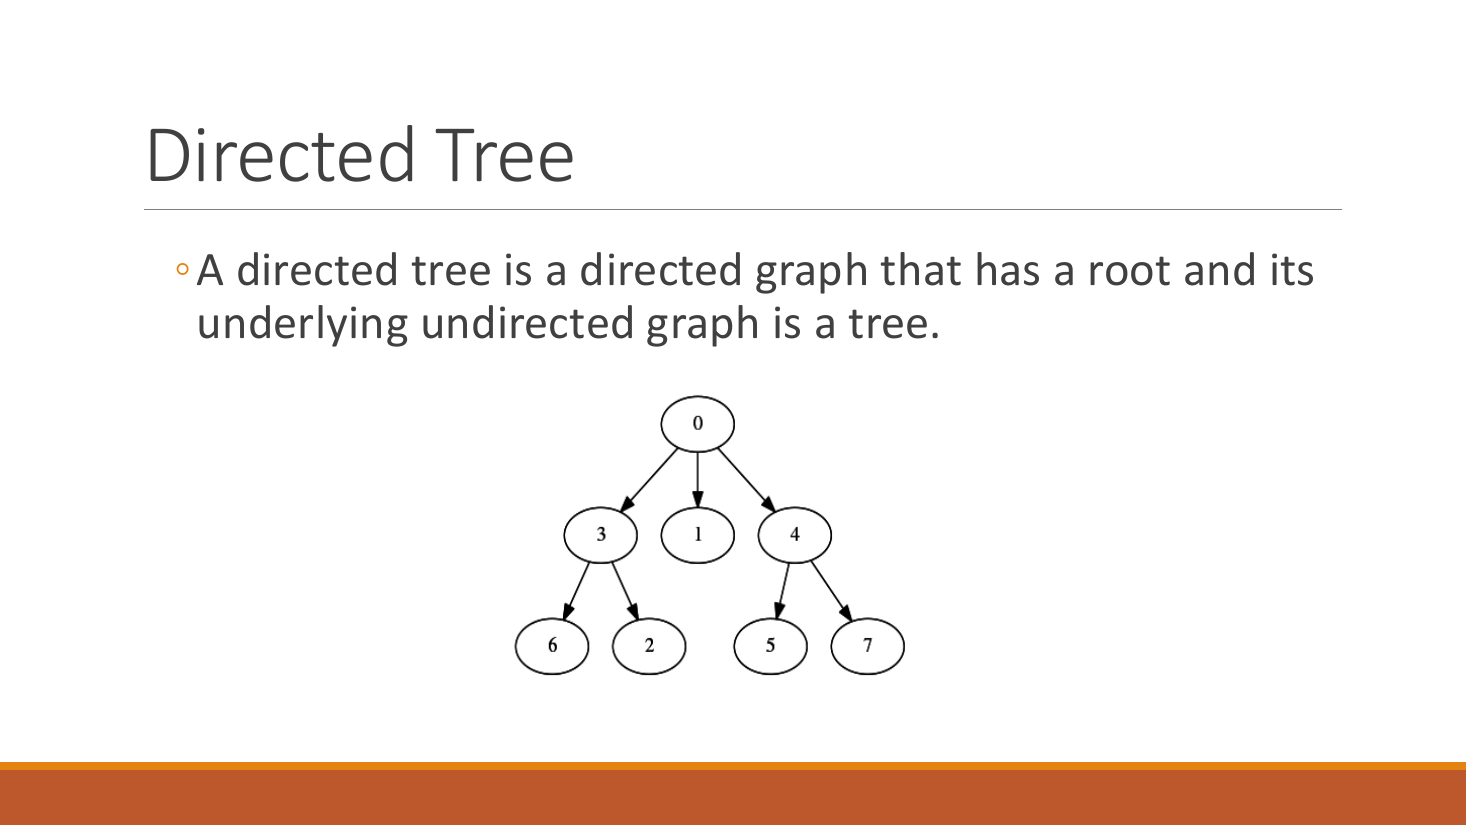 Directed Tree
◦A directed tree is a directed graph that has a root and its
underlying undirected graph is a tree.
0
3 1 4
6 2 5 7